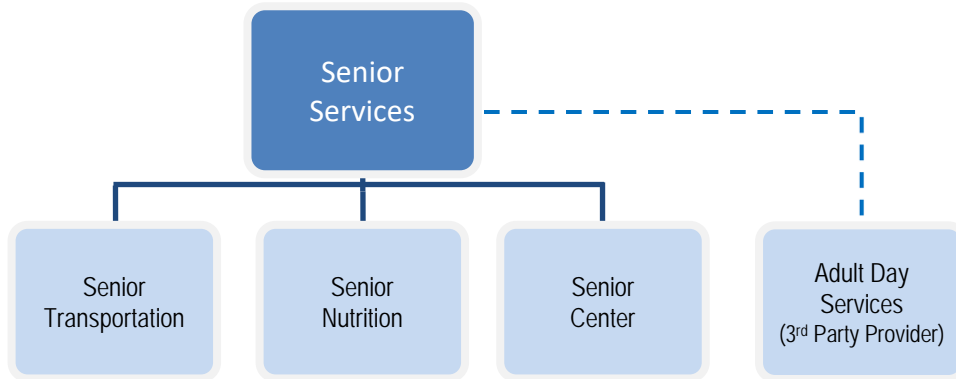 Senior
Services
Senior
Transportation
Senior
Nutrition
Senior
Center
Adult Day
Services
(3rd Party Provider)